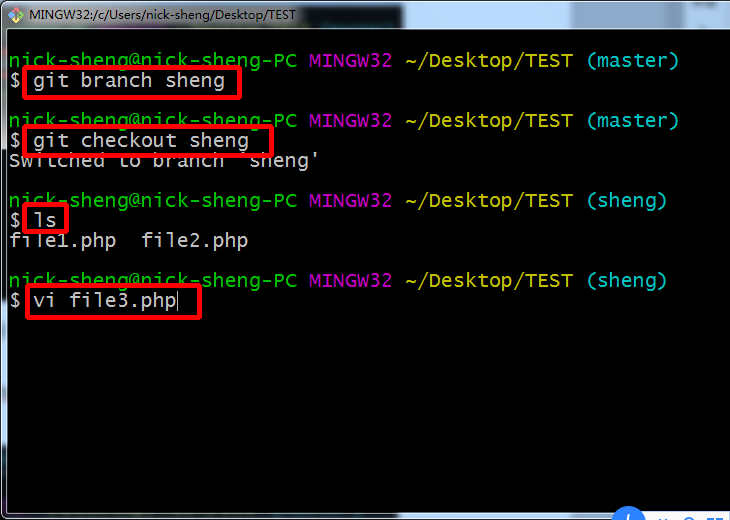 MINGW32:/c/Users/nick-sheng/Desktop/TEST
nick-sheng@nick-sheng-PC MINGW32 ~/Desktop/TEST (master)
$ git branch sheng
nick-sheng@nick-sheng-PC MINGW32 ~/Desktop/TEST (master)
$ git checkout sheng
Switched to branch 'sheng'
nick-sheng@nick-sheng-PC MINGW32 ~/Desktop/TEST (sheng)
$ ls
file1.php  file2.php
nick-sheng@nick-sheng-PC MINGW32 ~/Desktop/TEST (sheng)
$ vi file3.php